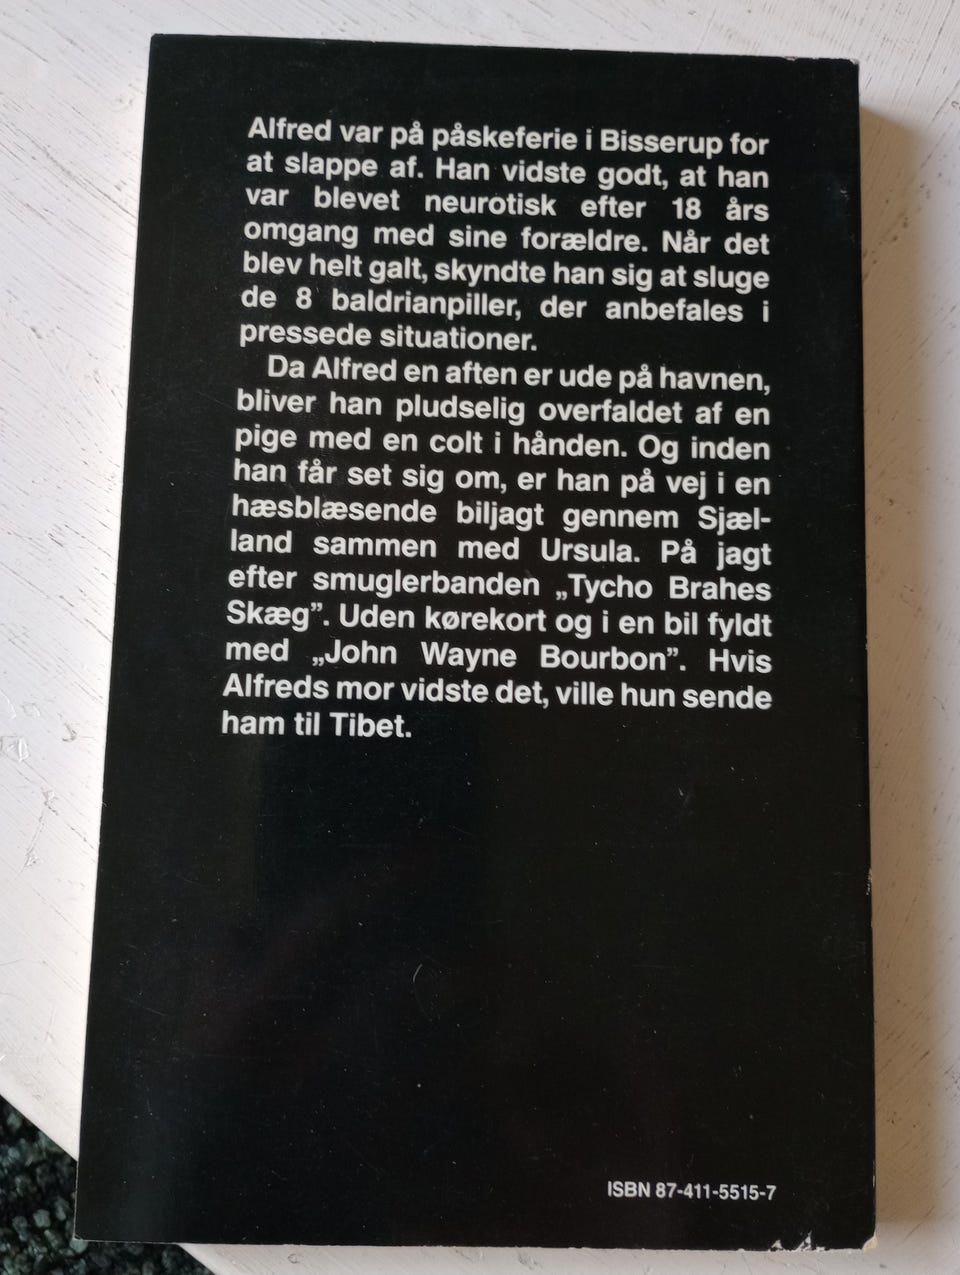 Alfred var på påskeferie i Bisserup for
at slappe af. Han vidste godt, at han
var blevet neurotisk efter 18 års
omgang med sine forældre. Når det
blev helt galt, skyndte han sig at sluge
de 8 baldrianpiller, der anbefales i
pressede situationer.
Da Alfred en aften er ude på havnen,
bliver han pludselig overfaldet af en
pige med en colt i hånden. Og inden
han får set sig om, er han på vej i en
hæsblæsende biljagt gennem Sjæl-
land sammen med Ursula. På jagt
efter smuglerbanden „Tycho Brahes
Skæg”. Uden kørekort og i en bil fyldt
med „John Wayne Bourbon”. Hvis
Alfreds mor vidste det, ville hun sende
ham til Tibet.
ISBN 87-411-5515-7